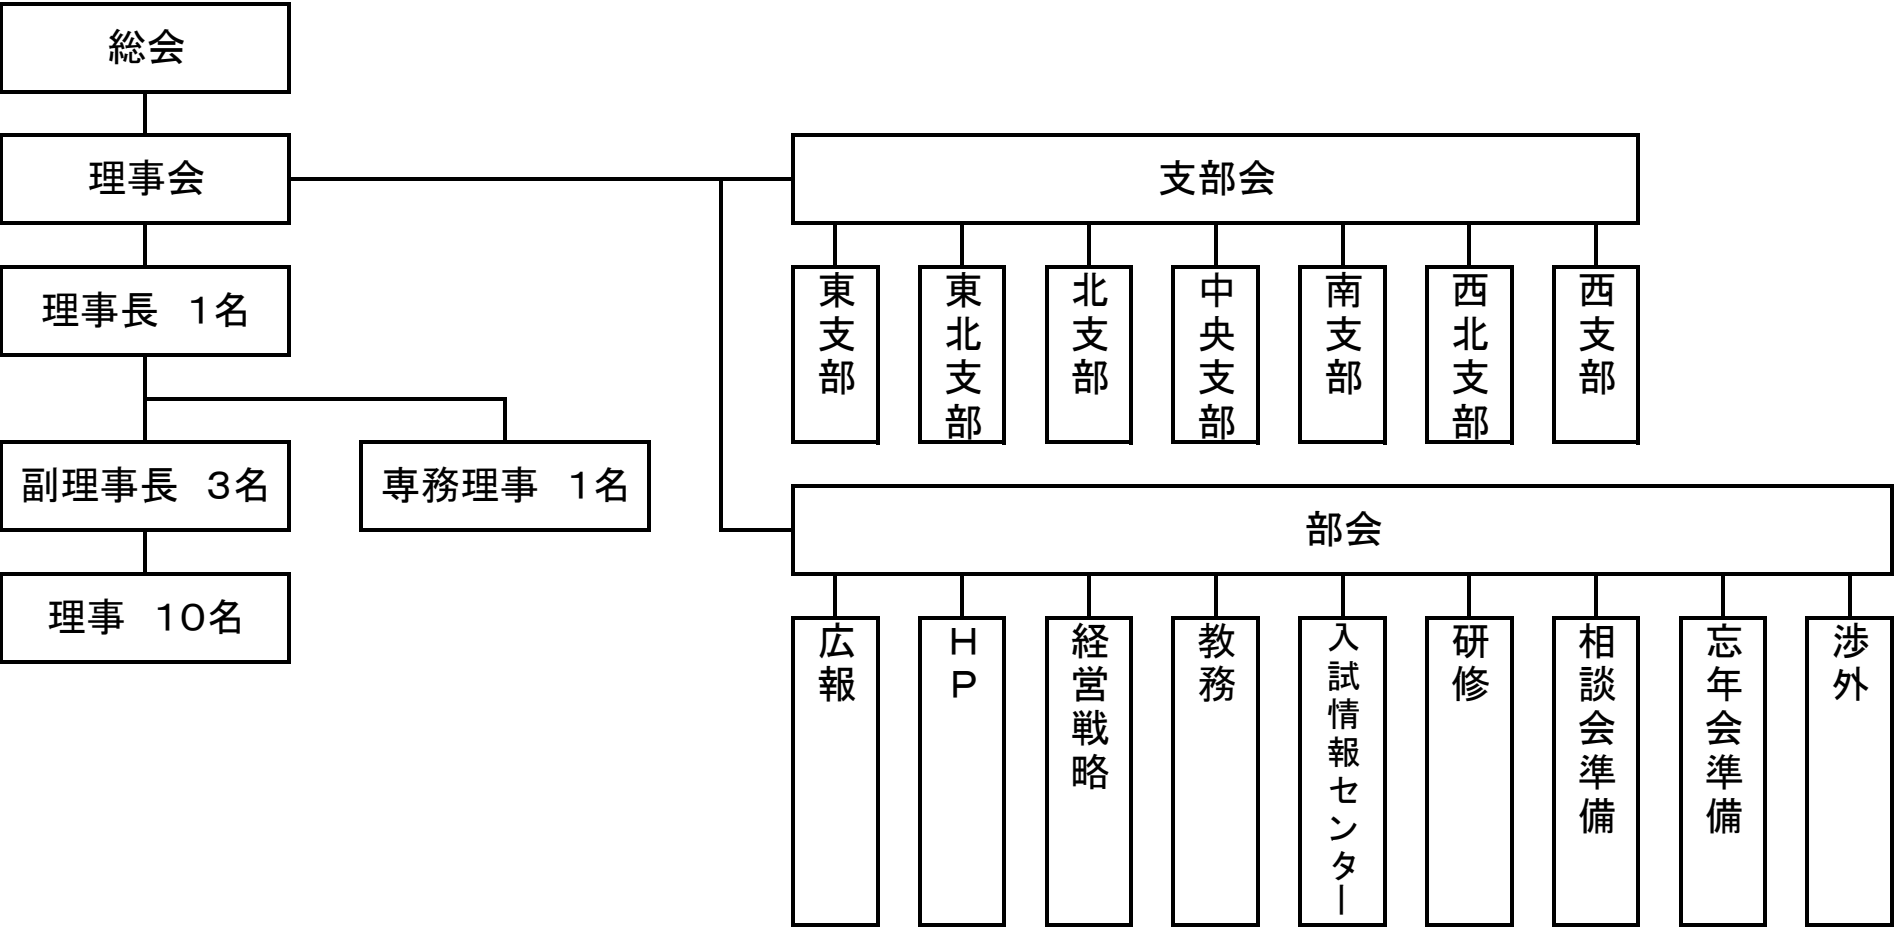 総会
理事会
理事長　１名
副理事長　３名
専務理事　１名
理事　１０名
支部会
東支部
東北支部
北支部
中央支部
南支部
西北支部
西支部
部会
広報
ＨＰ
経営戦略
教務
入試情報センター
研修
相談会準備
忘年会準備
渉外